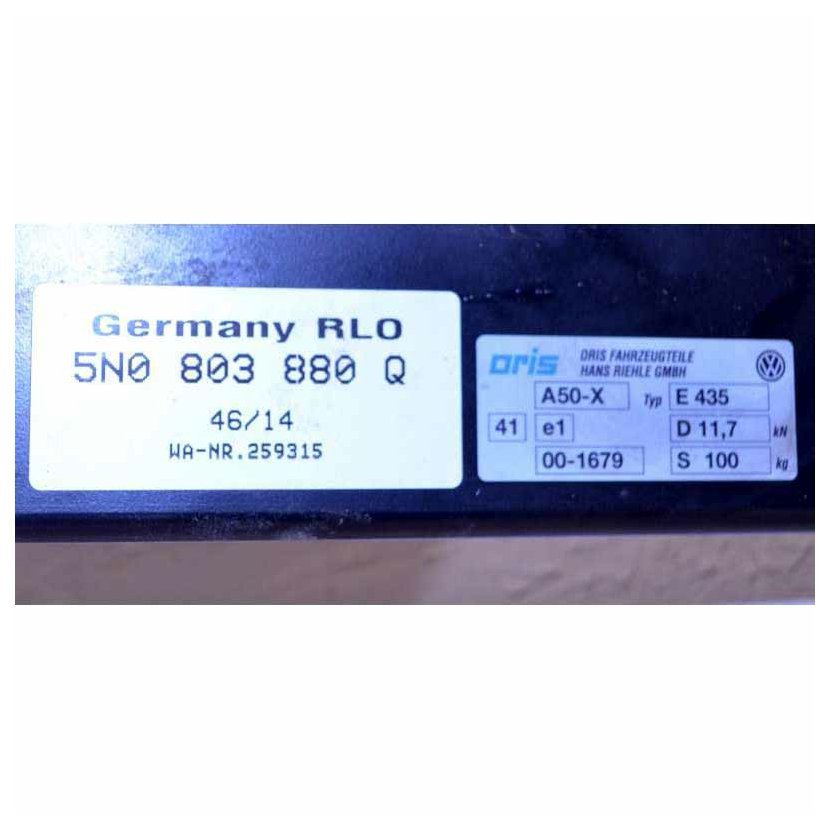 Germany RLO
5N0 803 880 Q
46/14
WA-NR.259315
oris ORIS FAHRZEUGTEILE
HANS RIEHLE GMBH
A50-X Typ E 435
41 e1 D 11,7 kN
00-1679 S 100 kg